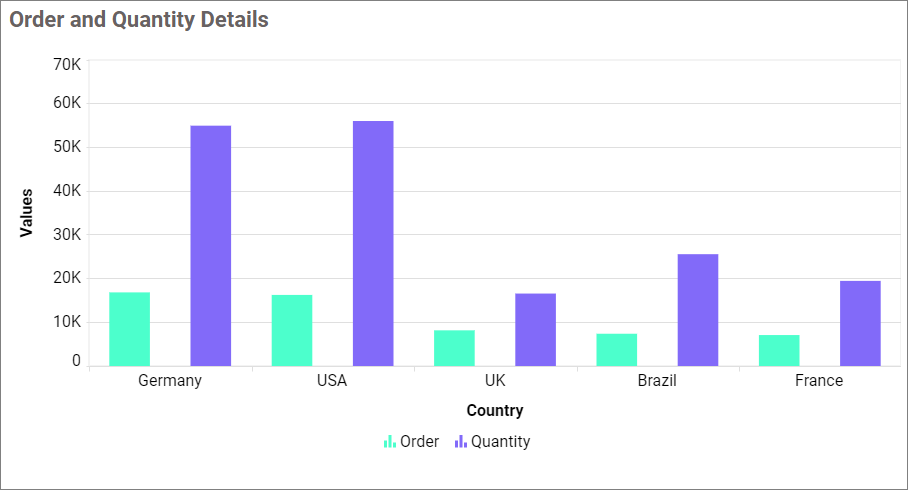 Order and Quantity Details
70K
60K
50K
40K
30K
20K
10K
0
Values
Germany USA UK Brazil France
Country
Order Quantity